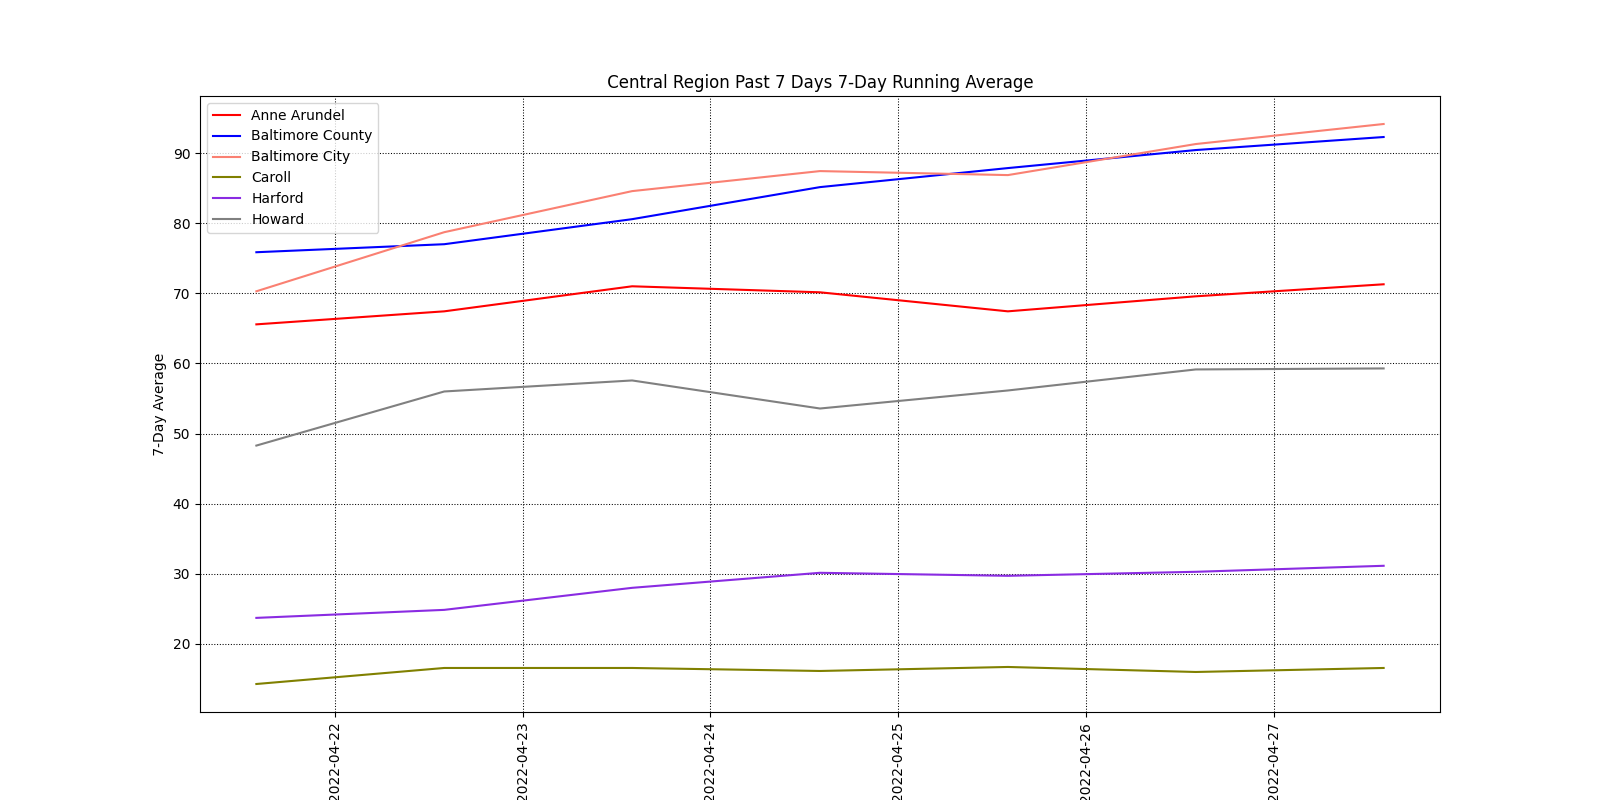 Central Region Past 7 Days 7-Day Running Average
Anne Arundel
Baltimore County
Baltimore City
Caroll
Harford
Howard
7-Day Average
90
80
70
60
50
40
30
20
2022-04-22
2022-04-23
2022-04-24
2022-04-25
2022-04-26
2022-04-27